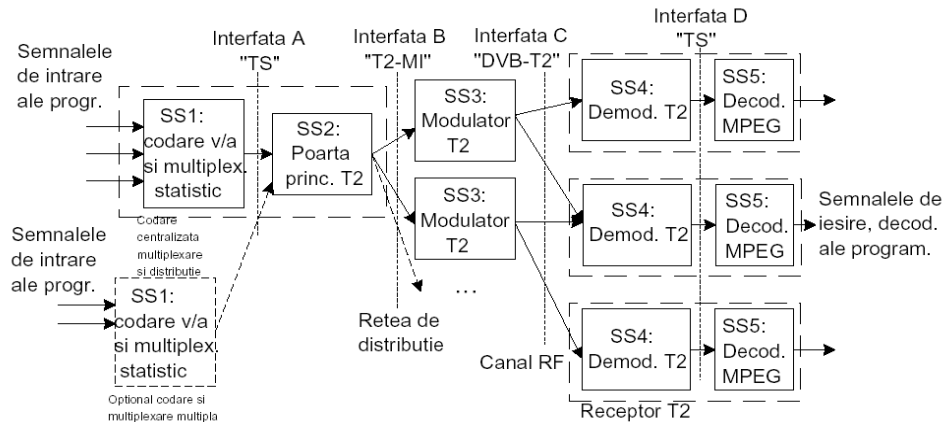 Semnalele
de intrare
ale progr.
Interfata A
"TS"
Interfata B
"T2-MI"
Interfata C
"DVB-T2"
Interfata D
"TS"
SS1:
codare v/a
si multiplex.
statistic
SS2:
Poarta
princ. T2
SS3:
Modulator
T2
SS4:
Demod. T2
SS5:
Decod.
MPEG
Codare
centralizata
multiplexare
si distributie
SS3:
Modulator
T2
SS4:
Demod. T2
SS5:
Decod.
MPEG
Semnalele de
iesire, decod.
ale program.
Semnalele
de intrare
ale progr.
SS1:
codare v/a
si multiplex.
statistic
...
Retea de
distributie
Canal RF
SS4:
Demod. T2
SS5:
Decod.
MPEG
Optional codare si
multiplexare multipla
Receptor T2